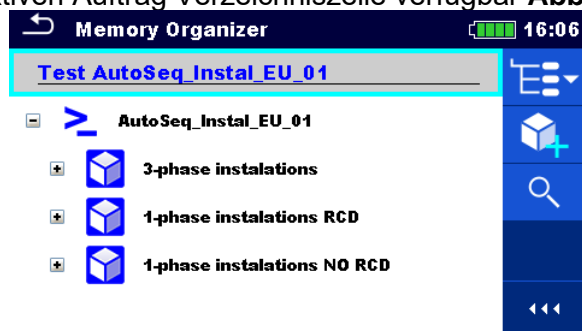 ktiven Auftrag Verzeichniszeile verfügbar Abb
Memory Organizer 16:06
Test AutoSeq_Instal_EU_01
AutoSeq_Instal_EU_01
3-phase instalations
1-phase instalations RCD
1-phase instalations NO RCD